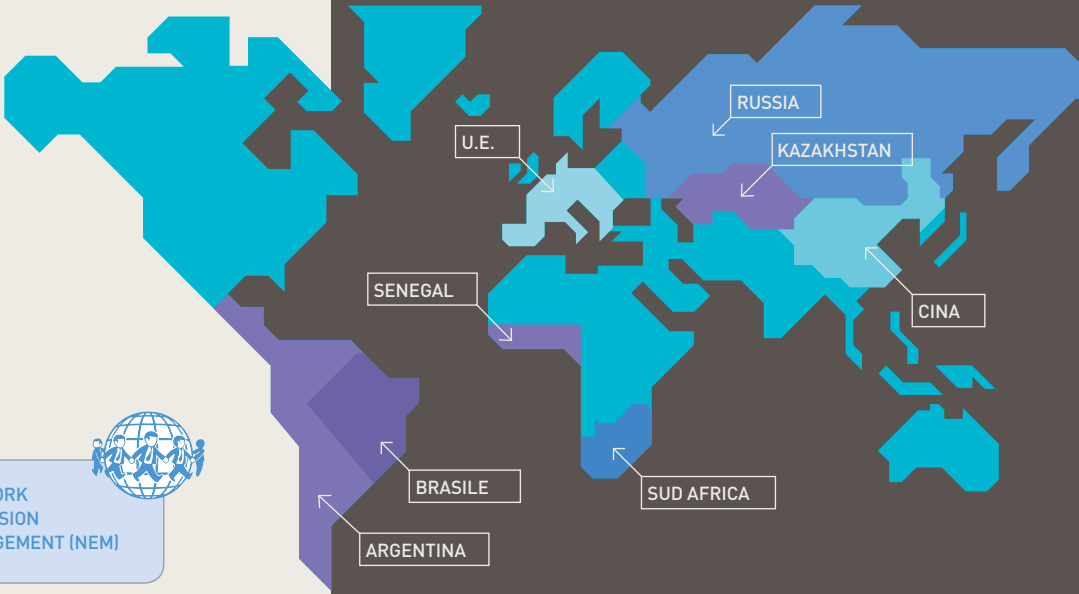 RUSSIA
U.E.
KAZAKHSTAN
SENEGAL
CINA
BRASILE
SUD AFRICA
ARGENTINA
ORK
SION
GEMENT (NEM)